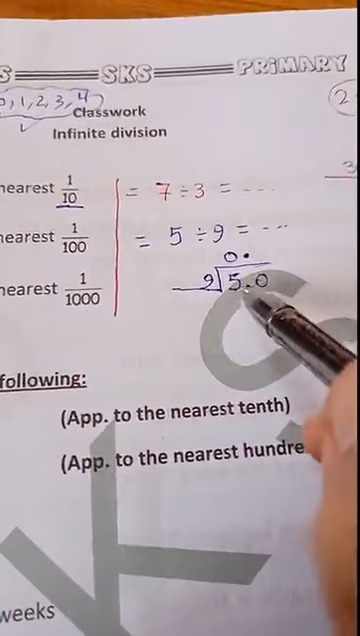 S SKS PRiMARY
0, 1, 2, 3, 4 2
Classwork
Infinite division
3
nearest 1/10 = 7 ÷ 3 = ---
nearest 1/100 = 5 ÷ 9 = ---
0.
nearest 1/1000 9 5.0
following:
(App. to the nearest tenth)
(App. to the nearest hundre
weeks